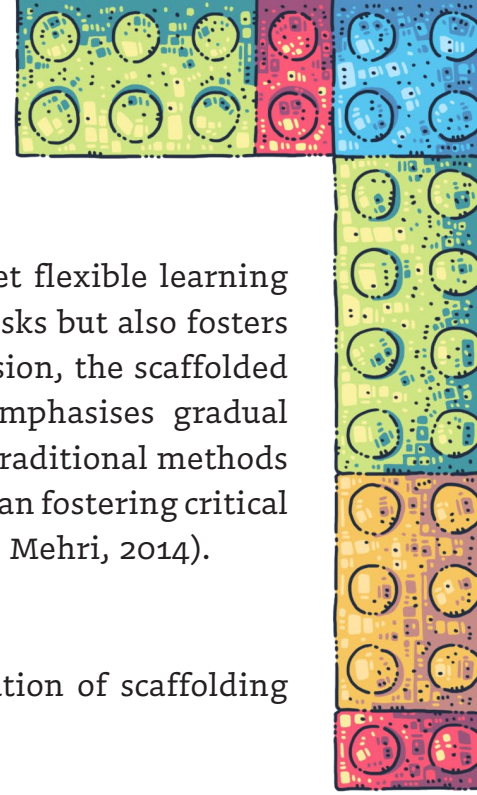 et flexible learning
sks but also fosters
sion, the scaffolded
mphasises gradual
raditional methods
an fostering critical
Mehri, 2014).
ation of scaffolding